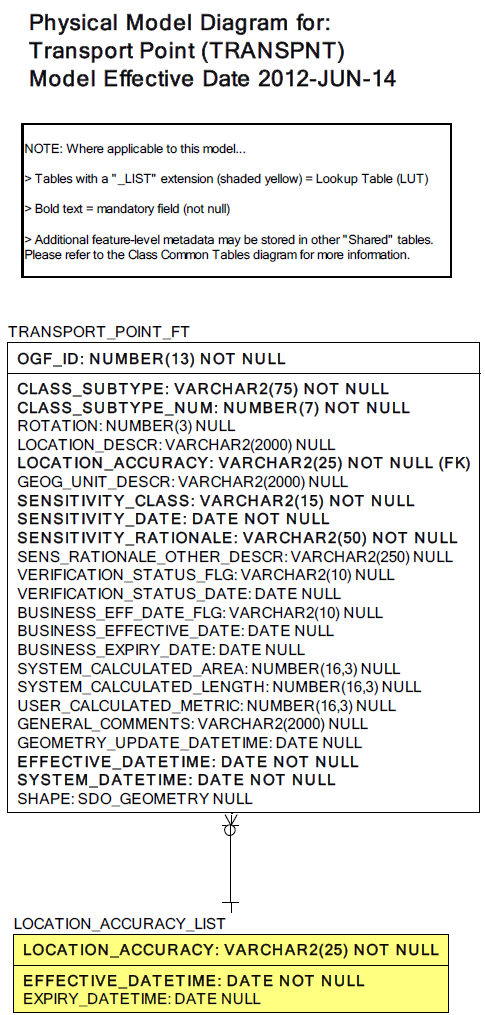 Physical Model Diagram for:
Transport Point (TRANSPNT)
Model Effective Date 2012-JUN-14
NOTE: Where applicable to this model...
> Tables with a "_LIST" extension (shaded yellow) = Lookup Table (LUT)
> Bold text = mandatory field (not null)
> Additional feature-level metadata may be stored in other "Shared" tables.
Please refer to the Class Common Tables diagram for more information.
TRANSPORT_POINT_FT
OGF_ID: NUMBER(13) NOT NULL
CLASS_SUBTYPE: VARCHAR2(75) NOT NULL
CLASS_SUBTYPE_NUM: NUMBER(7) NOT NULL
ROTATION: NUMBER(3) NULL
LOCATION_DESCR: VARCHAR2(2000) NULL
LOCATION_ACCURACY: VARCHAR2(25) NOT NULL (FK)
GEOG_UNIT_DESCR: VARCHAR2(2000) NULL
SENSITIVITY_CLASS: VARCHAR2(15) NOT NULL
SENSITIVITY_DATE: DATE NOT NULL
SENSITIVITY_RATIONALE: VARCHAR2(50) NOT NULL
SENS_RATIONALE_OTHER_DESCR: VARCHAR2(250) NULL
VERIFICATION_STATUS_FLG: VARCHAR2(10) NULL
VERIFICATION_STATUS_DATE: DATE NULL
BUSINESS_EFF_DATE_FLG: VARCHAR2(10) NULL
BUSINESS_EFFECTIVE_DATE: DATE NULL
BUSINESS_EXPIRY_DATE: DATE NULL
SYSTEM_CALCULATED_AREA: NUMBER(16,3) NULL
SYSTEM_CALCULATED_LENGTH: NUMBER(16,3) NULL
USER_CALCULATED_METRIC: NUMBER(16,3) NULL
GENERAL_COMMENTS: VARCHAR2(2000) NULL
GEOMETRY_UPDATE_DATETIME: DATE NULL
EFFECTIVE_DATETIME: DATE NOT NULL
SYSTEM_DATETIME: DATE NOT NULL
SHAPE: SDO_GEOMETRY NULL
LOCATION_ACCURACY_LIST
LOCATION_ACCURACY: VARCHAR2(25) NOT NULL
EFFECTIVE_DATETIME: DATE NOT NULL
EXPIRY_DATETIME: DATE NULL